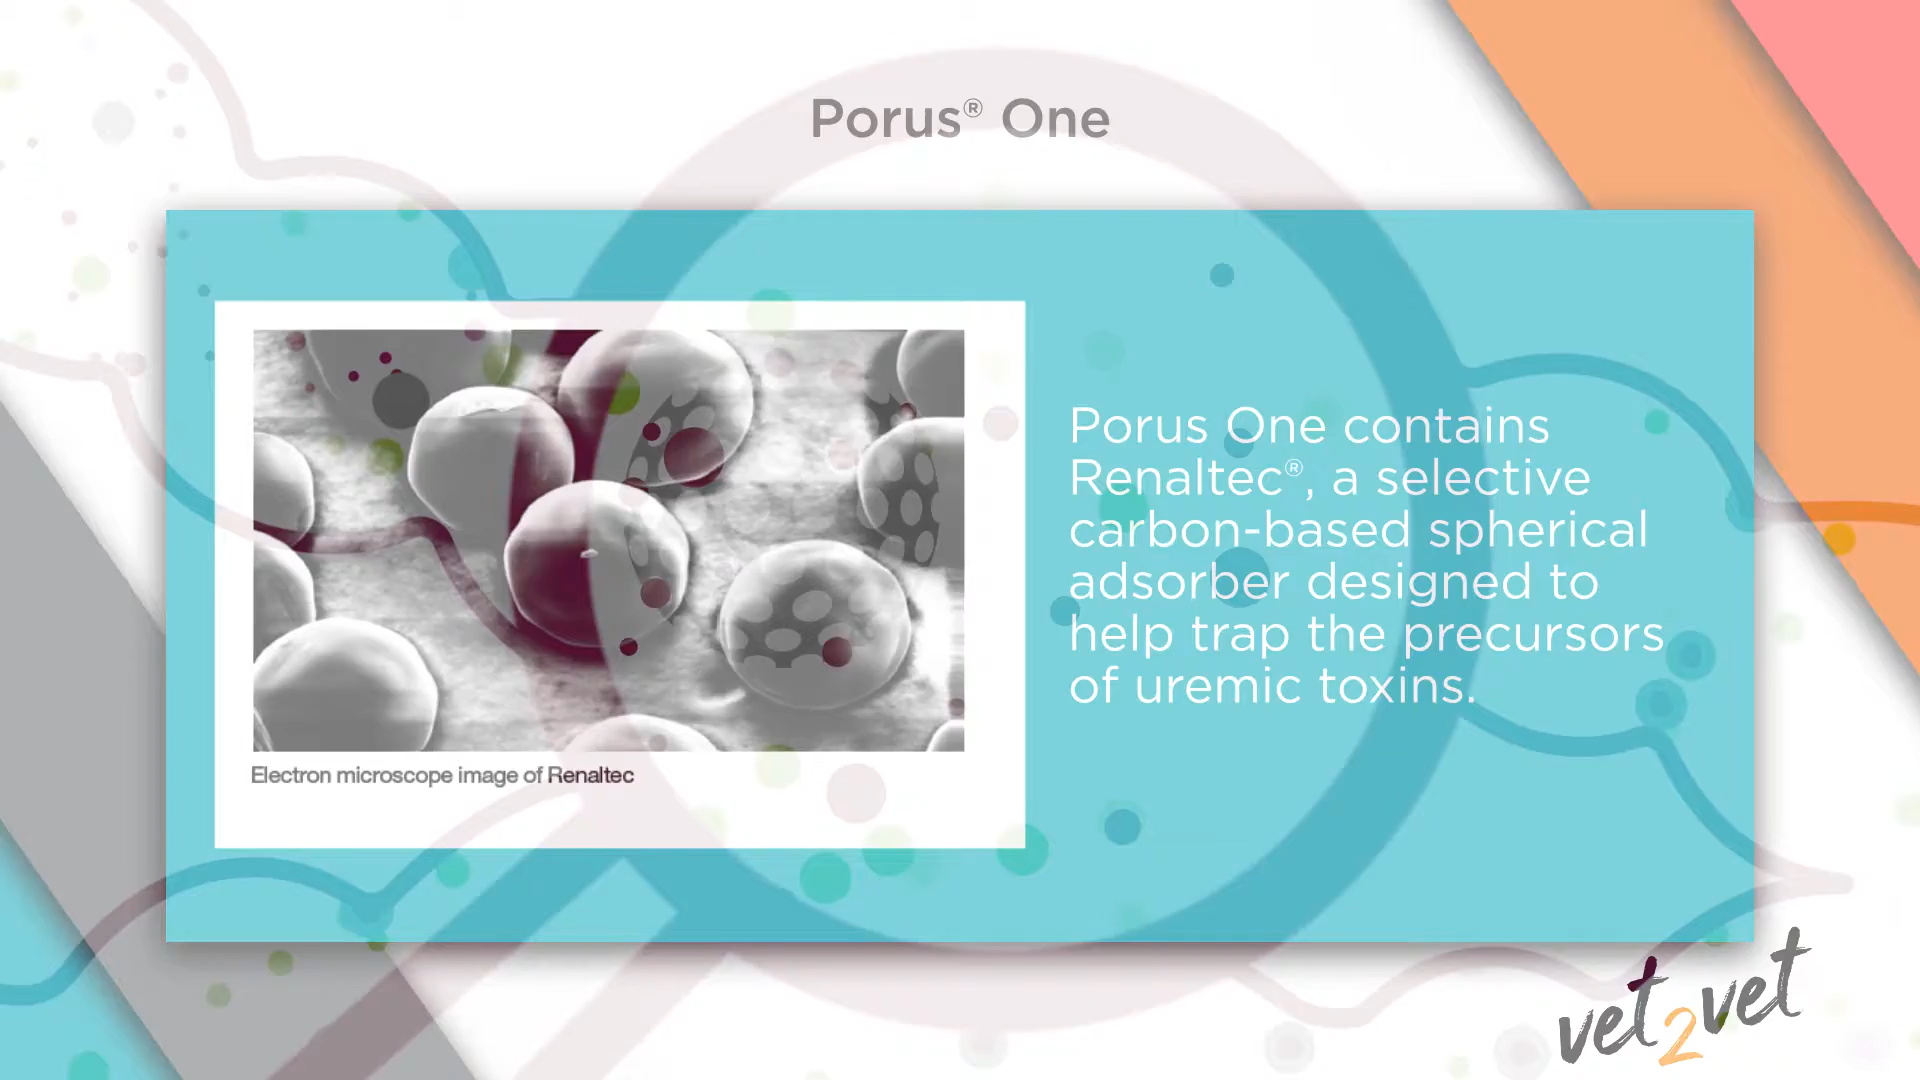 Porus® One
Porus One contains
Renaltec®, a selective
carbon-based spherical
adsorber designed to
help trap the precursors
of uremic toxins.
Electron microscope image of Renaltec
vet2vet